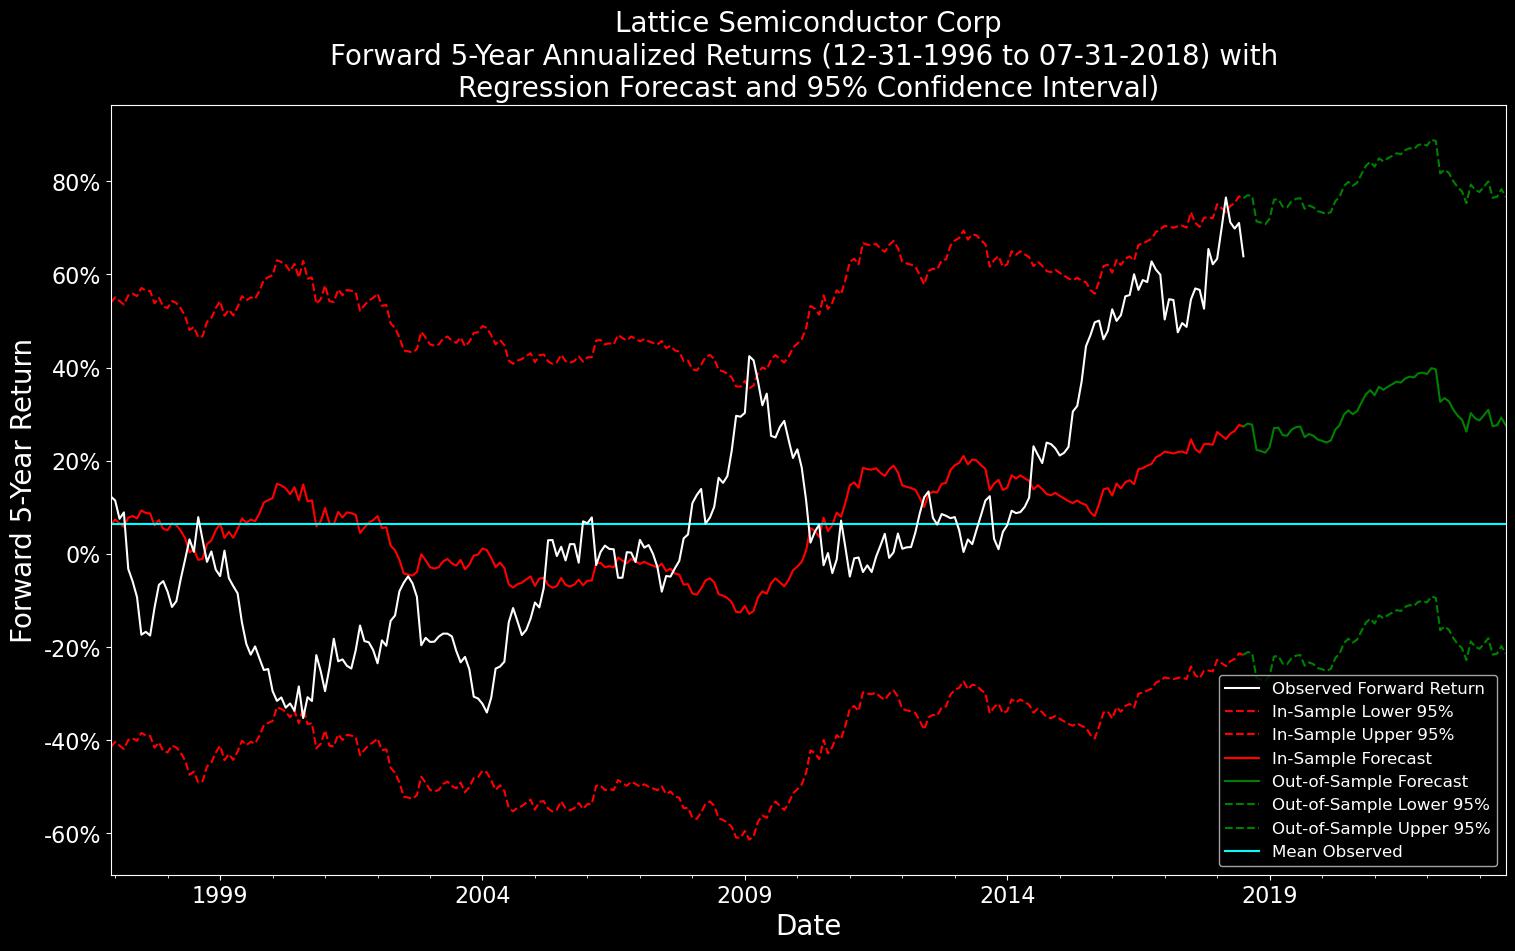 Lattice Semiconductor Corp
Forward 5-Year Annualized Returns (12-31-1996 to 07-31-2018) with
Regression Forecast and 95% Confidence Interval)
Forward 5-Year Return
80%
60%
40%
20%
0%
-20%
-40%
-60%
Observed Forward Return
In-Sample Lower 95%
In-Sample Upper 95%
In-Sample Forecast
Out-of-Sample Forecast
Out-of-Sample Lower 95%
Out-of-Sample Upper 95%
Mean Observed
1999 2004 2009 2014 2019
Date